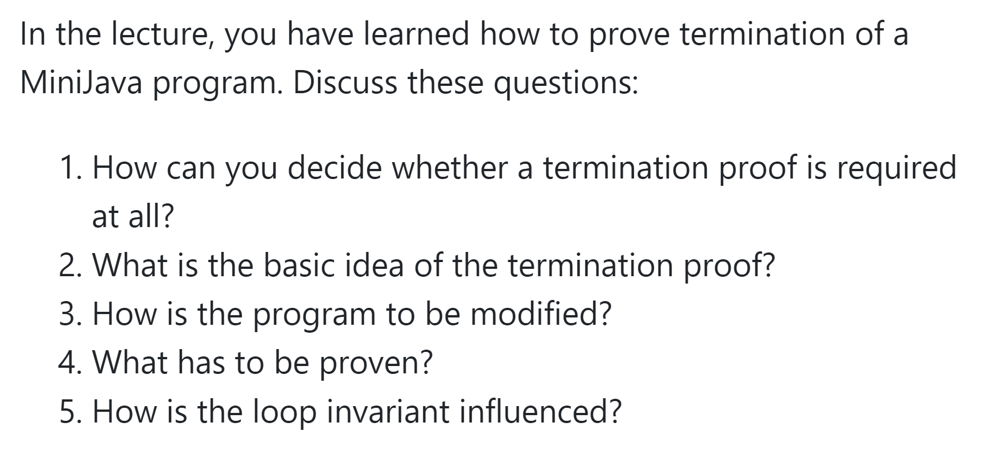 In the lecture, you have learned how to prove termination of a
MiniJava program. Discuss these questions:
1. How can you decide whether a termination proof is required
at all?
2. What is the basic idea of the termination proof?
3. How is the program to be modified?
4. What has to be proven?
5. How is the loop invariant influenced?